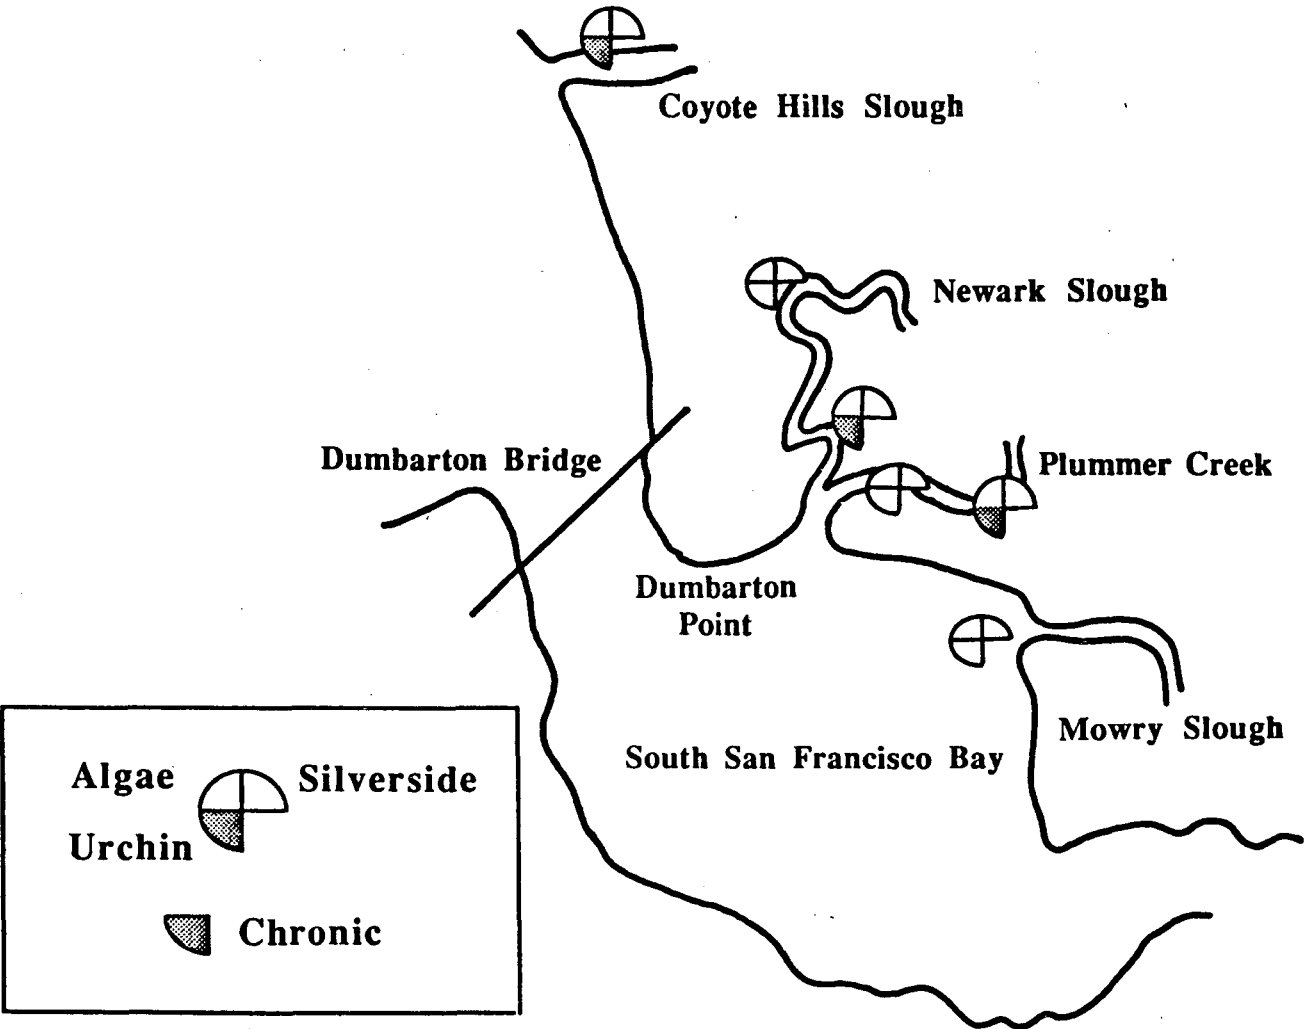 Coyote Hills Slough
Newark Slough
Dumbarton Bridge
Plummer Creek
Dumbarton
Point
Mowry Slough
South San Francisco Bay
Algae
Silverside
Urchin
Chronic